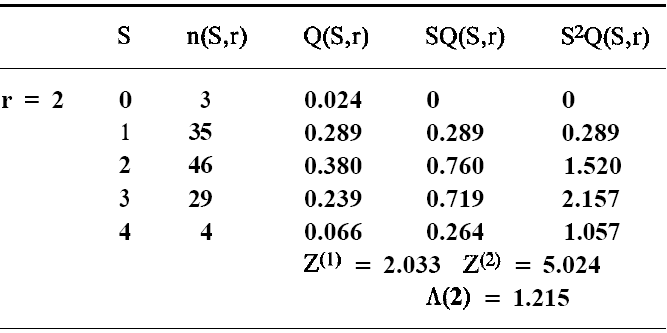 S n(S,r) Q(S,r) SQ(S,r) S²Q(S,r)
r = 2 0 3 0.024 0 0
1 35 0.289 0.289 0.289
2 46 0.380 0.760 1.520
3 29 0.239 0.719 2.157
4 4 0.066 0.264 1.057
Z⁽¹⁾ = 2.033 Z⁽²⁾ = 5.024
Λ(2) = 1.215